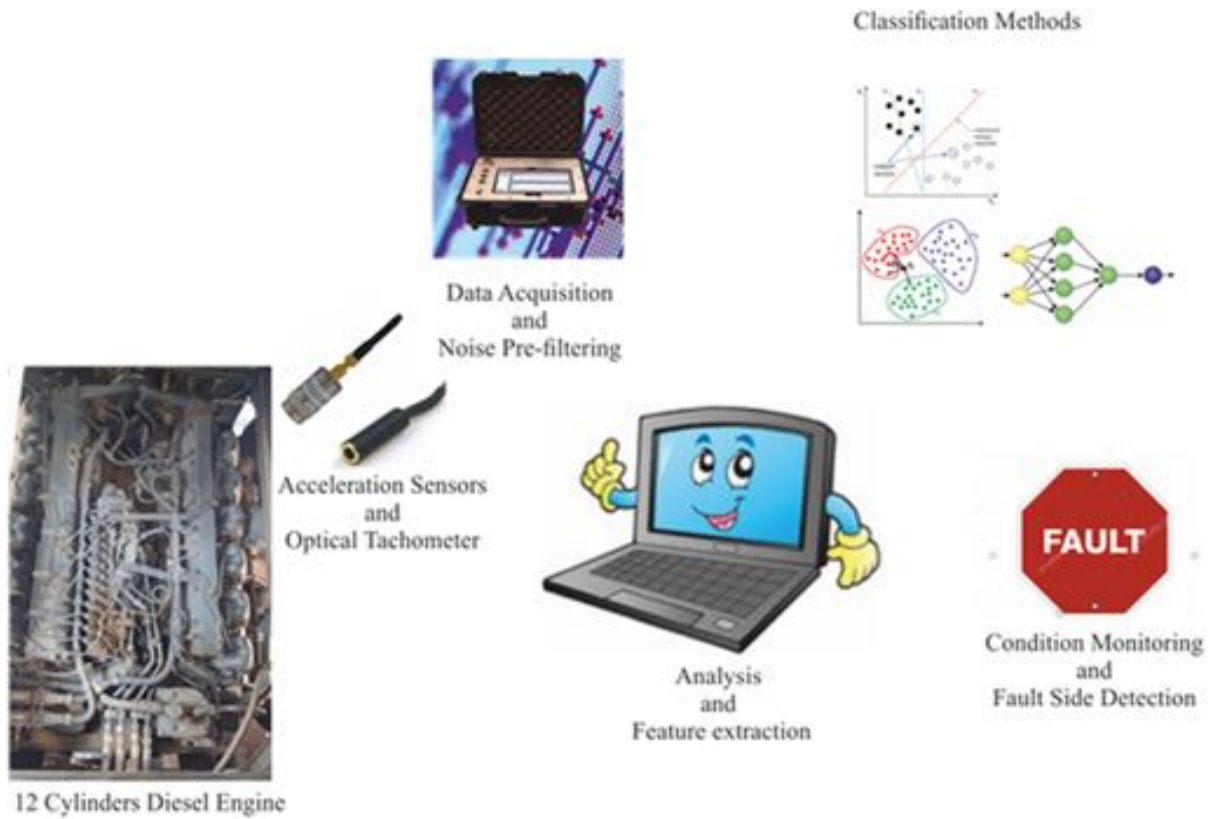 Classification Methods
Data Acquisition
and
Noise Pre-filtering
Acceleration Sensors
and
Optical Tachometer
12 Cylinders Diesel Engine
Analysis
and
Feature extraction
FAULT
Condition Monitoring
and
Fault Side Detection